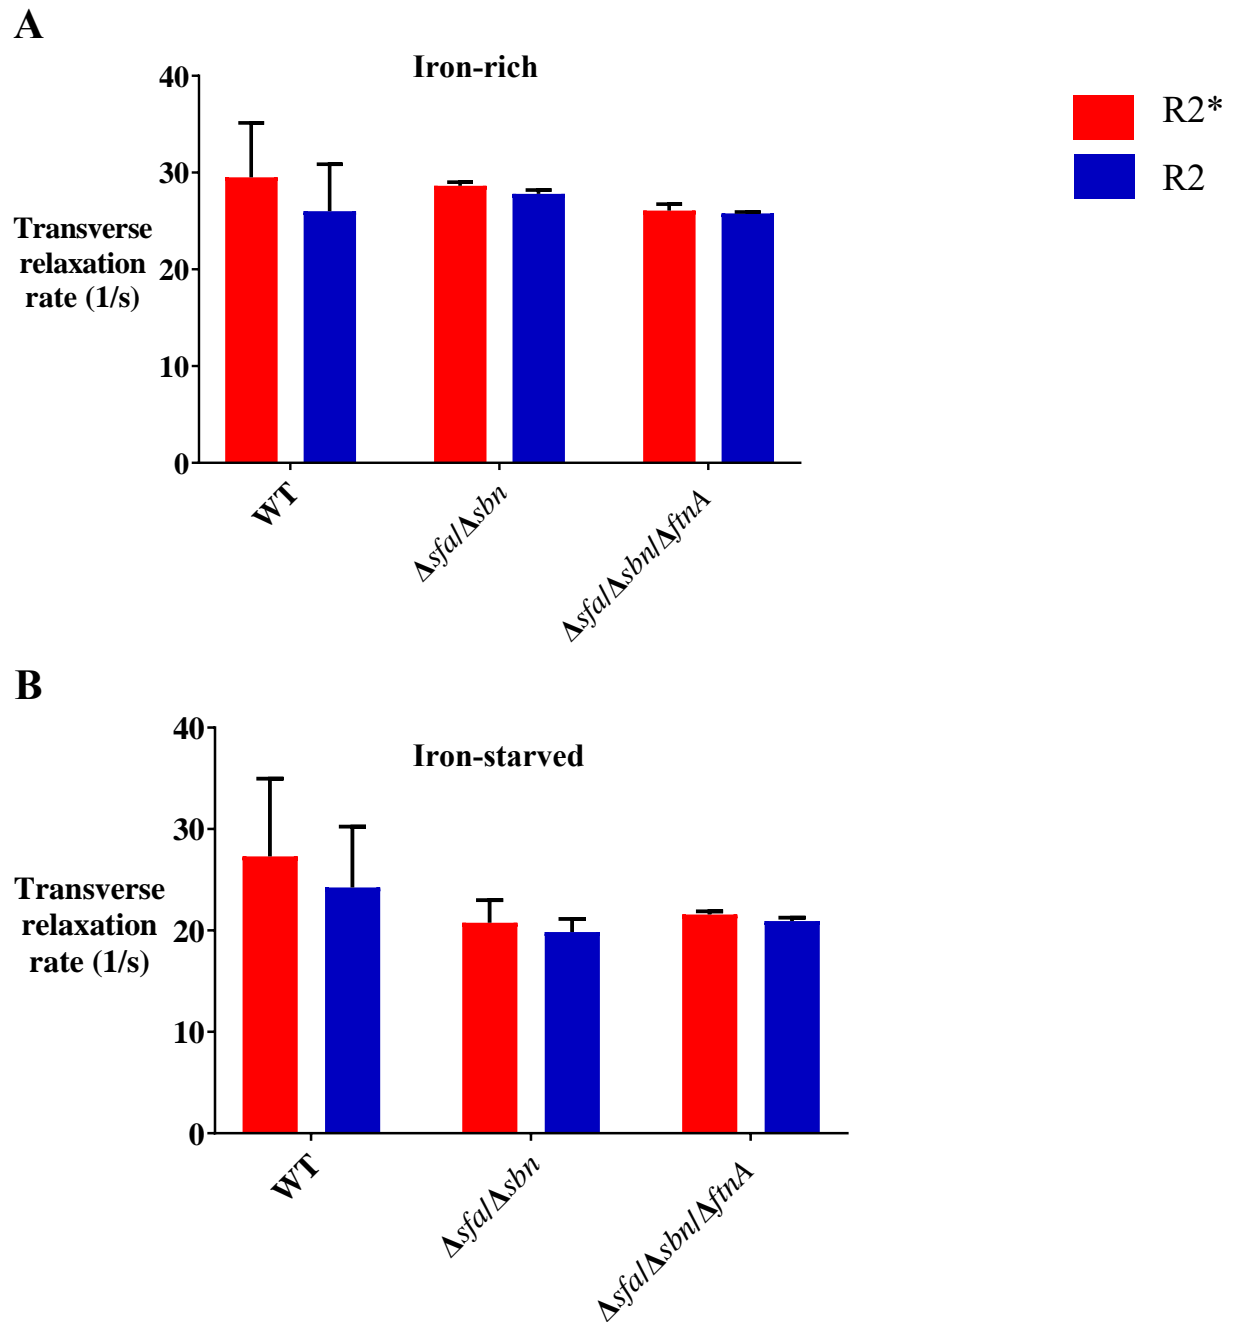 A
Iron-rich
40
30
20
10
0
Transverse
relaxation
rate (1/s)
WT
Δsfa/Δsbn
Δsfa/Δsbn/ΔftnA
R2*
R2
B
Iron-starved
40
30
20
10
0
Transverse
relaxation
rate (1/s)
WT
Δsfa/Δsbn
Δsfa/Δsbn/ΔftnA